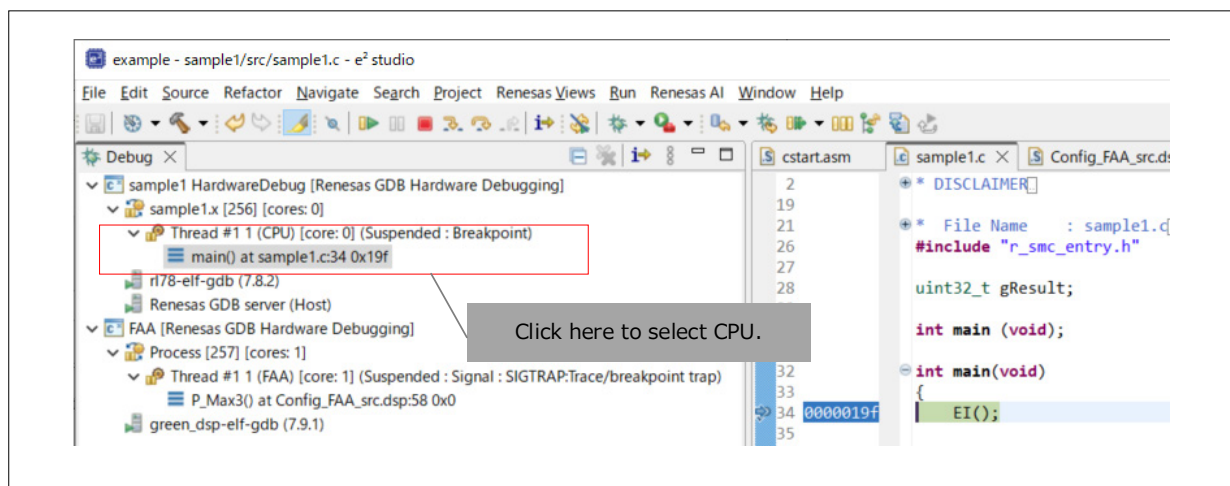 example - sample1/src/sample1.c - e² studio
File Edit Source Refactor Navigate Search Project Renesas Views Run Renesas AI Window Help
Debug
sample1 HardwareDebug [Renesas GDB Hardware Debugging]
sample1.x [256] [cores: 0]
Thread #1 1 (CPU) [core: 0] (Suspended : Breakpoint)
main() at sample1.c:34 0x19f
rl78-elf-gdb (7.8.2)
Renesas GDB server (Host)
FAA [Renesas GDB Hardware Debugging]
Process [257] [cores: 1]
Thread #1 1 (FAA) [core: 1] (Suspended : Signal : SIGTRAP:Trace/breakpoint trap)
P_Max3() at Config_FAA_src.dsp:58 0x0
green_dsp-elf-gdb (7.9.1)
Click here to select CPU.
cstart.asm sample1.c Config_FAA_src.ds
2 * DISCLAIMER
19
21 * File Name : sample1.c
26 #include "r_smc_entry.h"
27
28 uint32_t gResult;
int main (void);
32 int main(void)
33 {
34 0000019f EI();
35